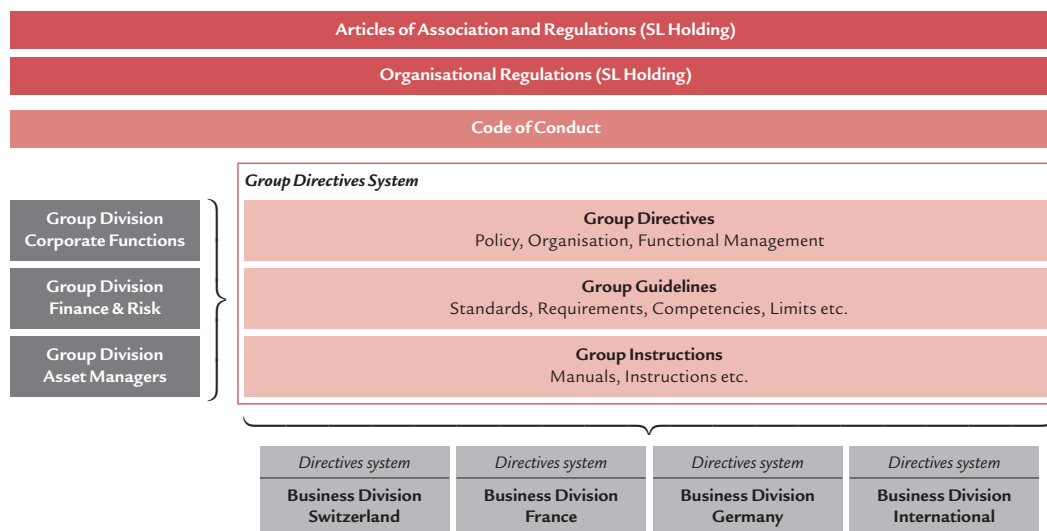 Articles of Association and Regulations (SL Holding)
Organisational Regulations (SL Holding)
Code of Conduct
Group Directives System
Group Division
Corporate Functions
Group Directives
Policy, Organisation, Functional Management
Group Division
Finance & Risk
Group Guidelines
Standards, Requirements, Competencies, Limits etc.
Group Division
Asset Managers
Group Instructions
Manuals, Instructions etc.
Directives system
Business Division
Switzerland
Directives system
Business Division
France
Directives system
Business Division
Germany
Directives system
Business Division
International